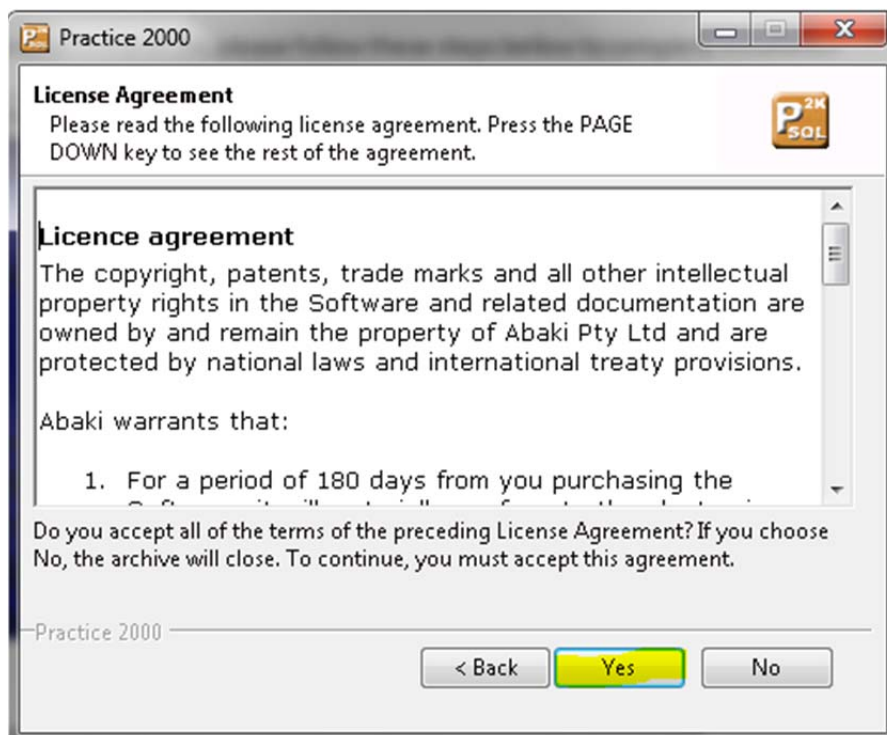 Practice 2000
License Agreement
Please read the following license agreement. Press the PAGE
DOWN key to see the rest of the agreement.
P 2K
SQL
Licence agreement
The copyright, patents, trade marks and all other intellectual
property rights in the Software and related documentation are
owned by and remain the property of Abaki Pty Ltd and are
protected by national laws and international treaty provisions.
Abaki warrants that:
1. For a period of 180 days from you purchasing the
Do you accept all of the terms of the preceding License Agreement? If you choose
No, the archive will close. To continue, you must accept this agreement.
Practice 2000
< Back Yes No